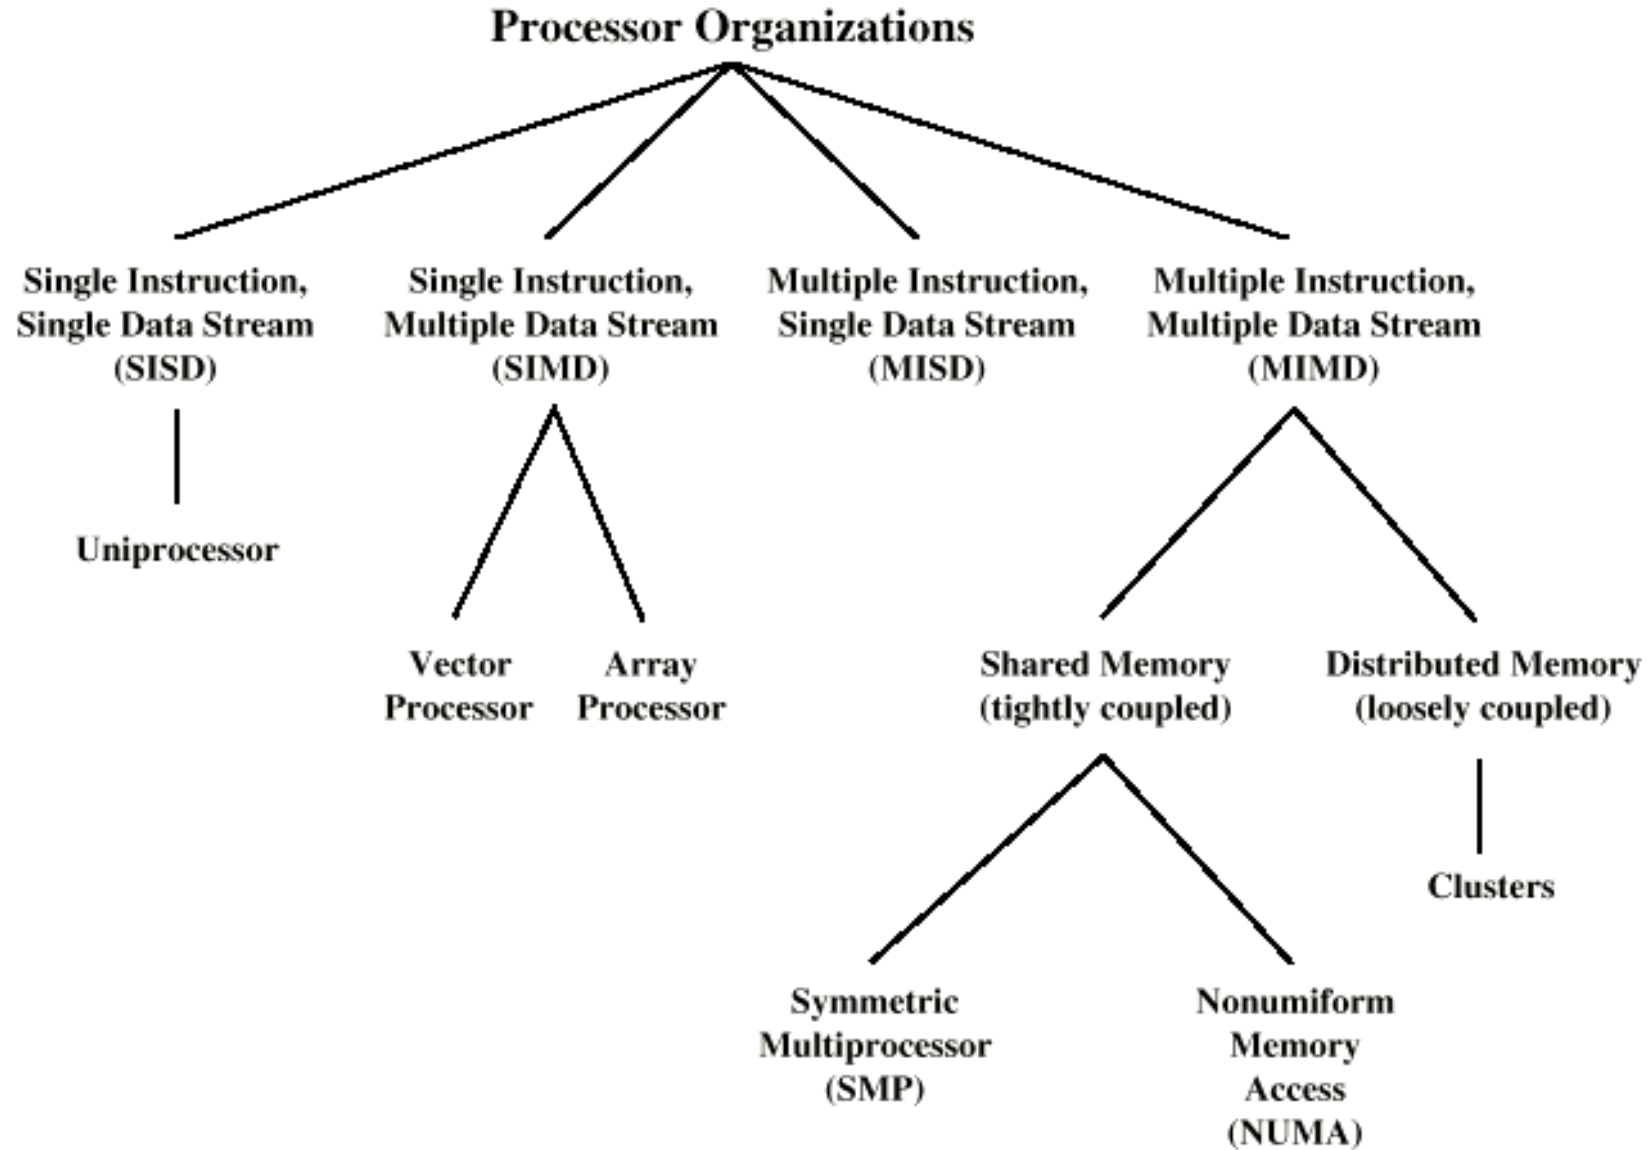 Processor Organizations
Single Instruction,
Single Data Stream
(SISD)
Single Instruction,
Multiple Data Stream
(SIMD)
Multiple Instruction,
Single Data Stream
(MISD)
Multiple Instruction,
Multiple Data Stream
(MIMD)
Uniprocessor
Vector
Processor
Array
Processor
Shared Memory
(tightly coupled)
Distributed Memory
(loosely coupled)
Clusters
Symmetric
Multiprocessor
(SMP)
Nonumiform
Memory
Access
(NUMA)